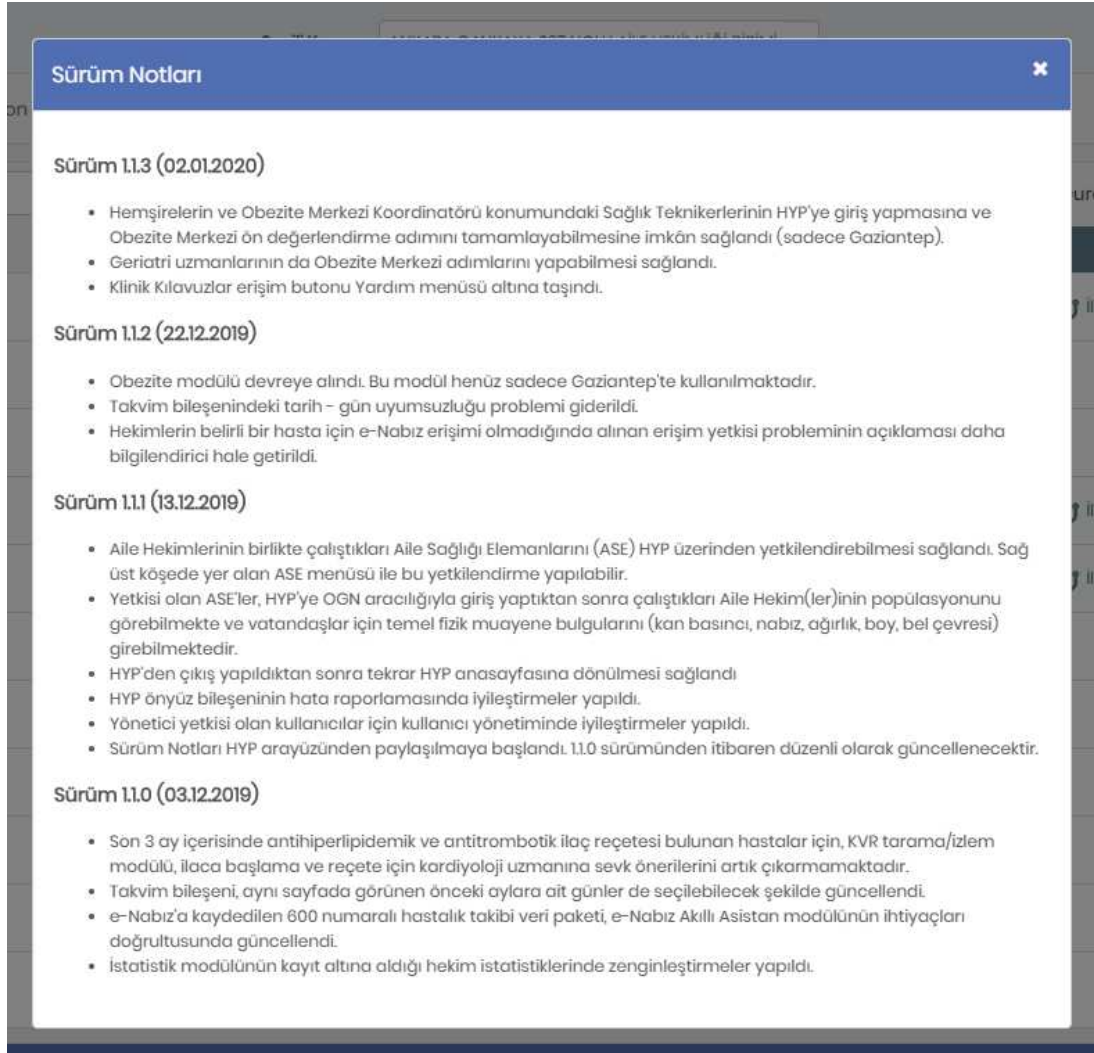 Sürüm Notları
Sürüm 1.1.3 (02.01.2020)
• Hemşirelerin ve Obezite Merkezi Koordinatörü konumundaki Sağlık Teknikerlerinin HYP'ye giriş yapmasına ve
Obezite Merkezi ön değerlendirme adımını tamamlayabilmesine imkân sağlandı (sadece Gaziantep).
• Geriatri uzmanlarının da Obezite Merkezi adımlarını yapabilmesi sağlandı.
• Klinik Kılavuzlar erişim butonu Yardım menüsü altına taşındı.
Sürüm 1.1.2 (22.12.2019)
• Obezite modülü devreye alındı. Bu modül henüz sadece Gaziantep'te kullanılmaktadır.
• Takvim bileşenindeki tarih - gün uyumsuzluğu problemi giderildi.
• Hekimlerin belirli bir hasta için e-Nabız erişimi olmadığında alınan erişim yetkisi probleminin açıklaması daha
bilgilendirici hale getirildi.
Sürüm 1.1.1 (13.12.2019)
• Aile Hekimlerinin birlikte çalıştıkları Aile Sağlığı Elemanlarını (ASE) HYP üzerinden yetkilendirebilmesi sağlandı. Sağ
üst köşede yer alan ASE menüsü ile bu yetkilendirme yapılabilir.
• Yetkisi olan ASE'ler, HYP'ye OGN aracılığıyla giriş yaptıktan sonra çalıştıkları Aile Hekim(ler)inin popülasyonunu
görebilmekte ve vatandaşlar için temel fizik muayene bulgularını (kan basıncı, nabız, ağırlık, boy, bel çevresi)
girebilmektedir.
• HYP'den çıkış yapıldıktan sonra tekrar HYP anasayfasına dönülmesi sağlandı
• HYP önyüz bileşeninin hata raporlamasında iyileştirmeler yapıldı.
• Yönetici yetkisi olan kullanıcılar için kullanıcı yönetiminde iyileştirmeler yapıldı.
• Sürüm Notları HYP arayüzünden paylaşılmaya başlandı. 1.1.0 sürümünden itibaren düzenli olarak güncellenecektir.
Sürüm 1.1.0 (03.12.2019)
• Son 3 ay içerisinde antihiperlipidemik ve antitrombotik ilaç reçetesi bulunan hastalar için, KVR tarama/izlem
modülü, ilaca başlama ve reçete için kardiyoloji uzmanına sevk önerilerini artık çıkarmamaktadır.
• Takvim bileşeni, aynı sayfada görünen önceki aylara ait günler de seçilebilecek şekilde güncellendi.
• e-Nabız'a kaydedilen 600 numaralı hastalık takibi veri paketi, e-Nabız Akıllı Asistan modülünün ihtiyaçları
doğrultusunda güncellendi.
• İstatistik modülünün kayıt altına aldığı hekim istatistiklerinde zenginleştirmeler yapıldı.